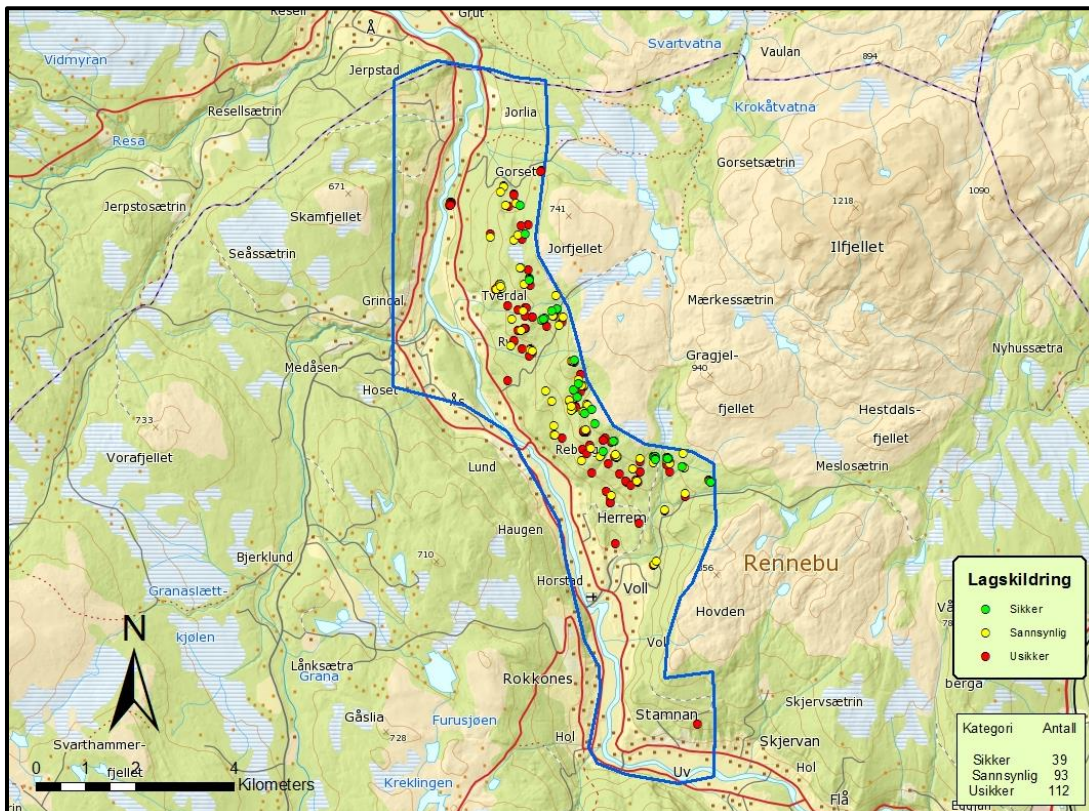 Resell
Grut
Å
Svartvatna
Vaulan
894
Vidmyran
Jerpstad
Resellsætrin
Jorlia
Krokåtvatna
Resa
Gorset
Gorsetsætrin
671
Jerpstosætrin
Skamfjellet
741
1218
1090
Seåssætrin
Jorfjellet
Ilfjellet
Grindal
Tverdal
Mærkessætrin
Medåsen
Gragjel-
Nyhussætra
940
Hoset
Ås
fjellet
Hestdals-
733
fjellet
Vorafjellet
Lund
Meslosætrin
Haugen
Herrem
Bjerklund
710
Rennebu
Lagskildring
Granaslætt-
Horstad
Voll
Sikker
Hovden
Sannsynlig
kjølen
N
Usikker
Lånksætra
Grana
Rokkones
berga
Skjervsætrin
Gåslia
Furusjøen
Stamnan
Kategori Antall
728
Hol
Skjervan
Svarthammer-
Sikker 39
0 1 2 4
fjellet
Kilometers
Kreklingen
Uv
Hol
Sannsynlig 93
Flå
Usikker 112